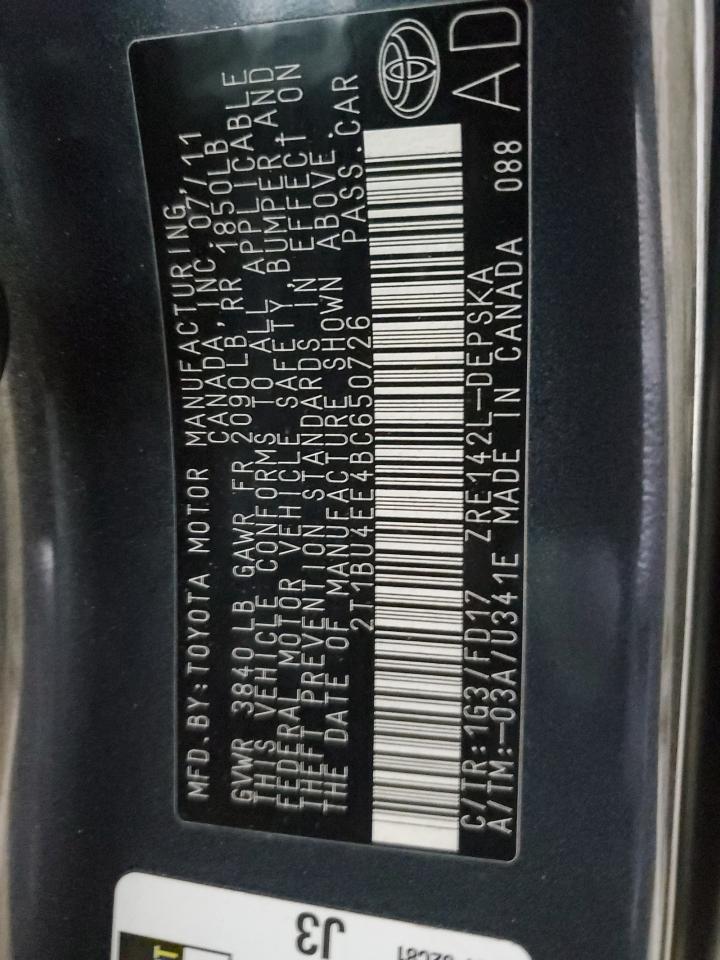 MFD.BY:TOYOTA MOTOR MANUFACTURING,
CANADA, INC. 07/11
GVWR 3840 LB GAWR FR 2090LB, RR 1850LB
THIS VEHICLE CONFORMS TO ALL APPLICABLE
FEDERAL MOTOR VEHICLE SAFETY, BUMPER, AND
THEFT PREVENTION STANDARDS IN EFFECT ON
THE DATE OF MANUFACTURE SHOWN ABOVE.
2T1BU4EE4BC650726 PASS.CAR
C/TR:1G3/FD17 ZRE142L-DEPSKA
A/TM:-03A/U341E MADE IN CANADA 088
AD
J3